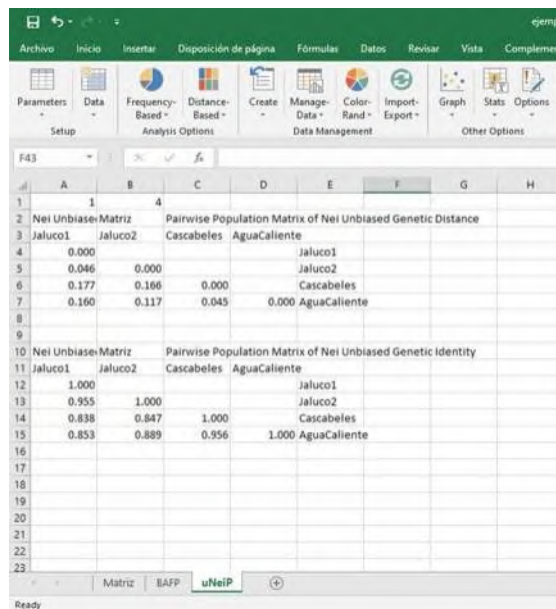 ejemp
Archivo Inicio Insertar Disposición de página Fórmulas Datos Revisar Vista Complemen
Parameters Data Frequency-Based Distance-Based Create Manage-Data Color-Rand Import-Export Graph Stats Options
Setup Analysis Options Data Management Other Options
F43 fx
A B C D E F G H
1 1 4
2 Nei Unbiase Matriz Pairwise Population Matrix of Nei Unbiased Genetic Distance
3 Jaluco1 Jaluco2 Cascabeles AguaCaliente
4 0.000 Jaluco1
5 0.046 0.000 Jaluco2
6 0.177 0.166 0.000 Cascabeles
7 0.160 0.117 0.045 0.000 AguaCaliente
8
9
10 Nei Unbiase Matriz Pairwise Population Matrix of Nei Unbiased Genetic Identity
11 Jaluco1 Jaluco2 Cascabeles AguaCaliente
12 1.000 Jaluco1
13 0.955 1.000 Jaluco2
14 0.838 0.847 1.000 Cascabeles
15 0.853 0.889 0.956 1.000 AguaCaliente
16
17
18
19
20
21
22
23
Matriz BAFP uNeiP
Ready